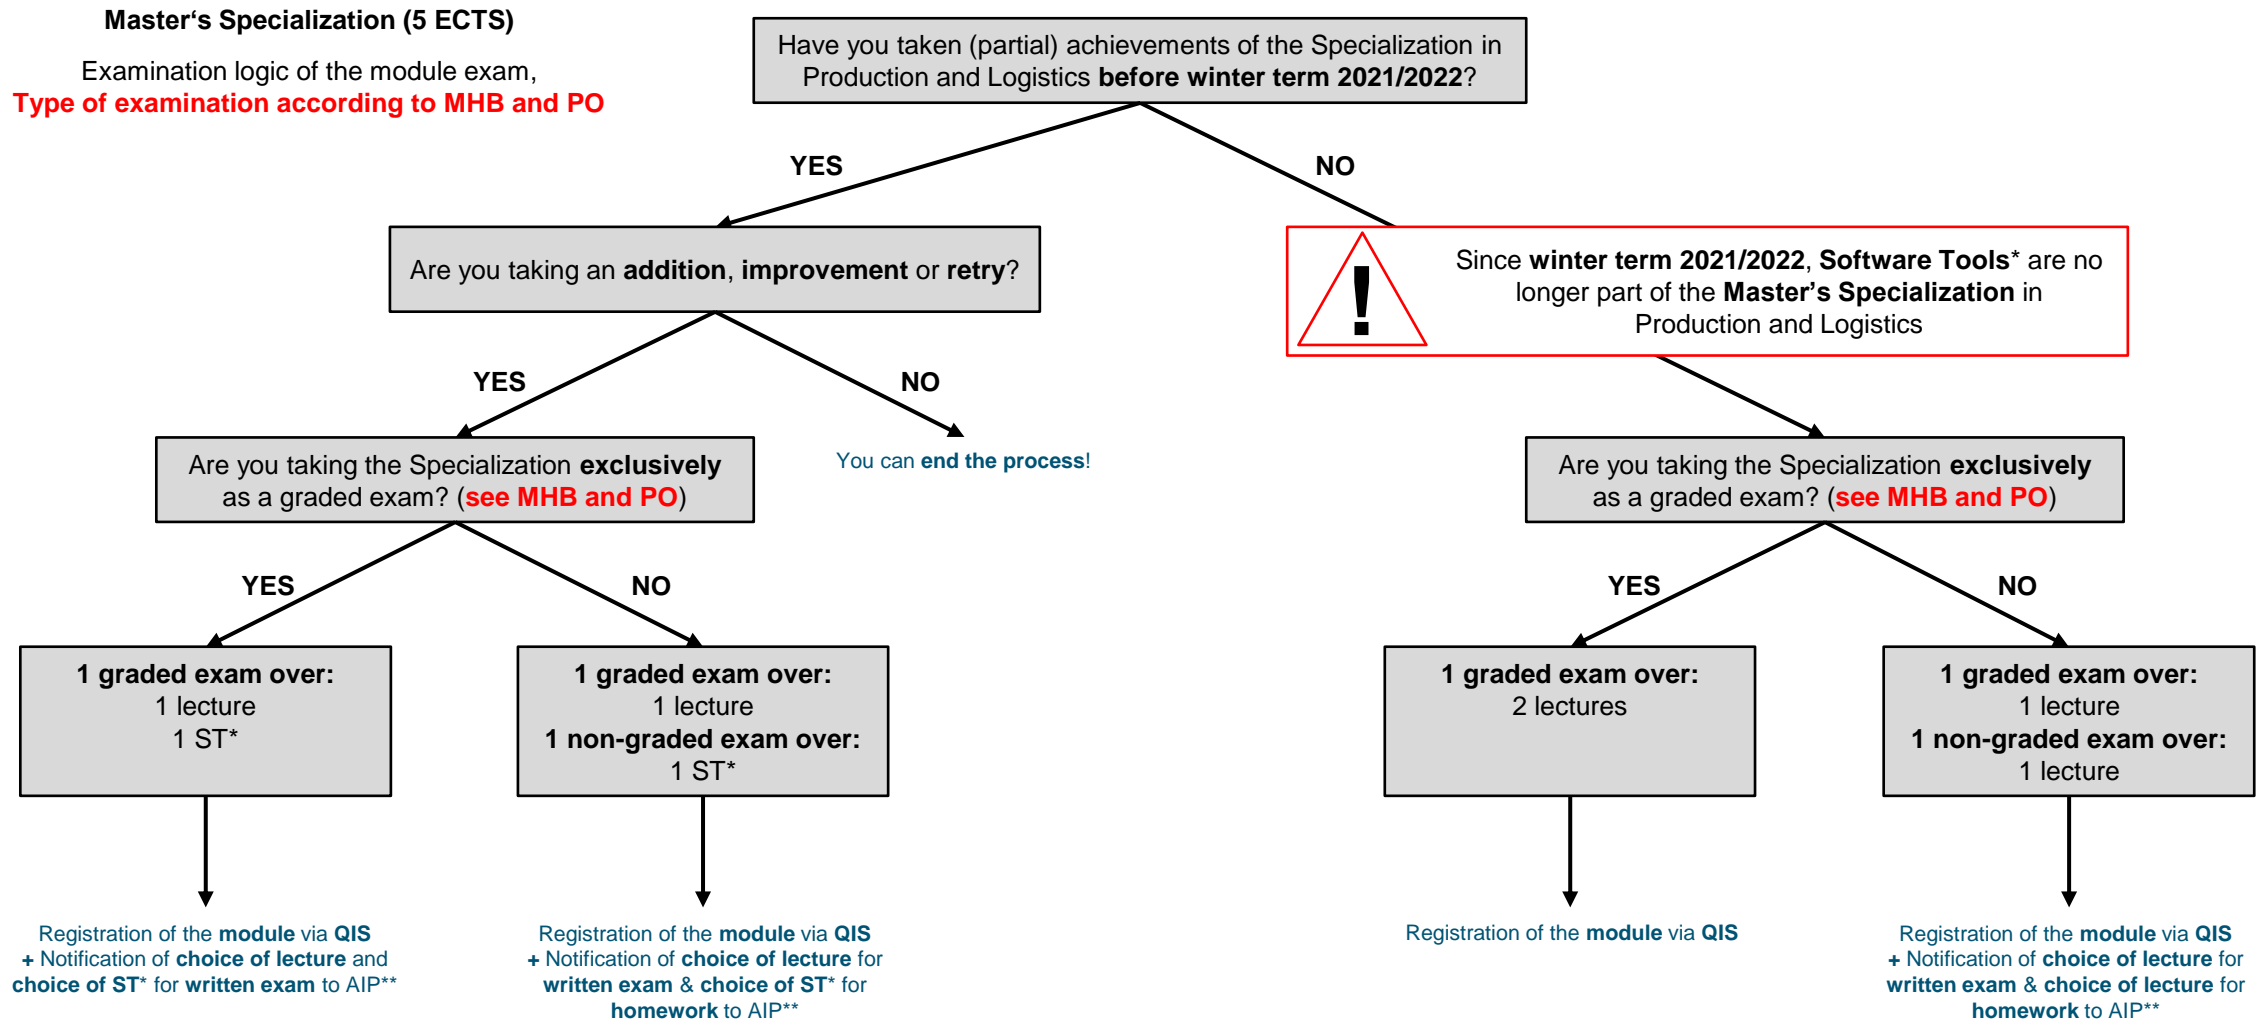 Master‘s Specialization (5 ECTS)
Examination logic of the module exam,
Type of examination according to MHB and PO
Have you taken (partial) achievements of the Specialization in
Production and Logistics before winter term 2021/2022?
YES
NO
Are you taking an addition, improvement or retry?
!
Since winter term 2021/2022, Software Tools* are no
longer part of the Master’s Specialization in
Production and Logistics
YES
NO
Are you taking the Specialization exclusively
as a graded exam? (see MHB and PO)
You can end the process!
Are you taking the Specialization exclusively
as a graded exam? (see MHB and PO)
YES
NO
YES
NO
1 graded exam over:
1 lecture
1 ST*
1 graded exam over:
1 lecture
1 non-graded exam over:
1 ST*
1 graded exam over:
2 lectures
1 graded exam over:
1 lecture
1 non-graded exam over:
1 lecture
Registration of the module via QIS
+ Notification of choice of lecture and
choice of ST* for written exam to AIP**
Registration of the module via QIS
+ Notification of choice of lecture for
written exam & choice of ST* for
homework to AIP**
Registration of the module via QIS
Registration of the module via QIS
+ Notification of choice of lecture for
written exam & choice of lecture for
homework to AIP**